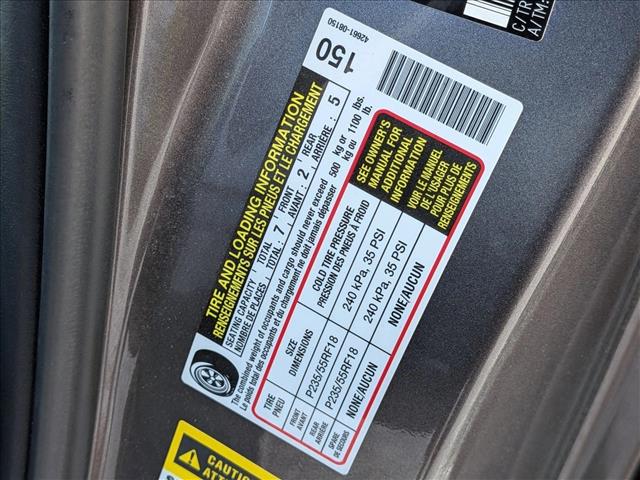 C/TR
A/TM:
42661-08150
150
TIRE AND LOADING INFORMATION
RENSEIGNEMENTS SUR LES PNEUS ET LE CHARGEMENT
SEATING CAPACITY TOTAL 7 FRONT 2 REAR 5
NOMBRE DE PLACES TOTAL: AVANT: ARRIÈRE:
The combined weight of occupants and cargo should never exceed 500 kg or 1100 lbs.
Le poids total des occupants et du chargement ne doit jamais dépasser kg ou lb.
TIRE SIZE COLD TIRE PRESSURE
PNEU DIMENSIONS PRESSION DES PNEUS À FROID
FRONT P235/55RF18 240 kPa, 35 PSI
AVANT
REAR P235/55RF18 240 kPa, 35 PSI
ARRIÈRE
SPARE NONE/AUCUN NONE/AUCUN
DE SECOURS
SEE OWNER'S
MANUAL FOR
ADDITIONAL
INFORMATION
VOIR LE MANUEL
DE L'USAGER
POUR PLUS DE
RENSEIGNEMENTS
CAUTI
ATTE